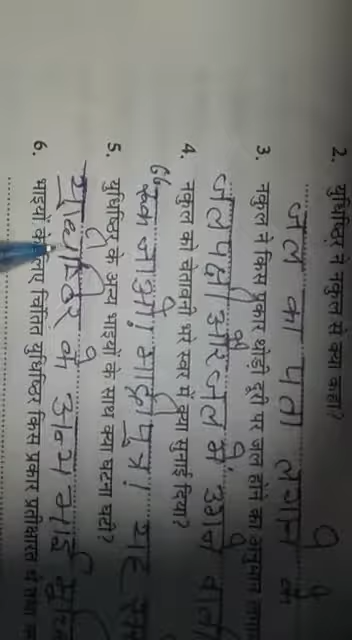 2. युधिष्ठिर ने नकुल से क्या कहा?
जल का पता लगाने के
3. नकुल ने किस प्रकार थोड़ी दूरी पर जल होने का अनुमान
जलपक्षी और जल में उगने वाले
4. नकुल को चेतावनी भरे स्वर में क्या सुनाई दिया?
"रुक जाओ! माद्री पुत्र! यह
5. युधिष्ठिर के अन्य भाइयों के साथ क्या घटना घटी?
युधिष्ठिर के अन्य भाई
6. भाइयों के लिए चिंतित युधिष्ठिर किस प्रकार